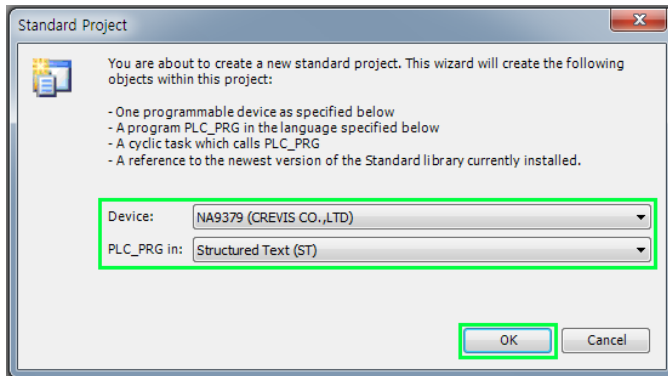 Standard Project
You are about to create a new standard project. This wizard will create the following
objects within this project:
- One programmable device as specified below
- A program PLC_PRG in the language specified below
- A cyclic task which calls PLC_PRG
- A reference to the newest version of the Standard library currently installed.
Device: NA9379 (CREVIS CO.,LTD)
PLC_PRG in: Structured Text (ST)
OK Cancel